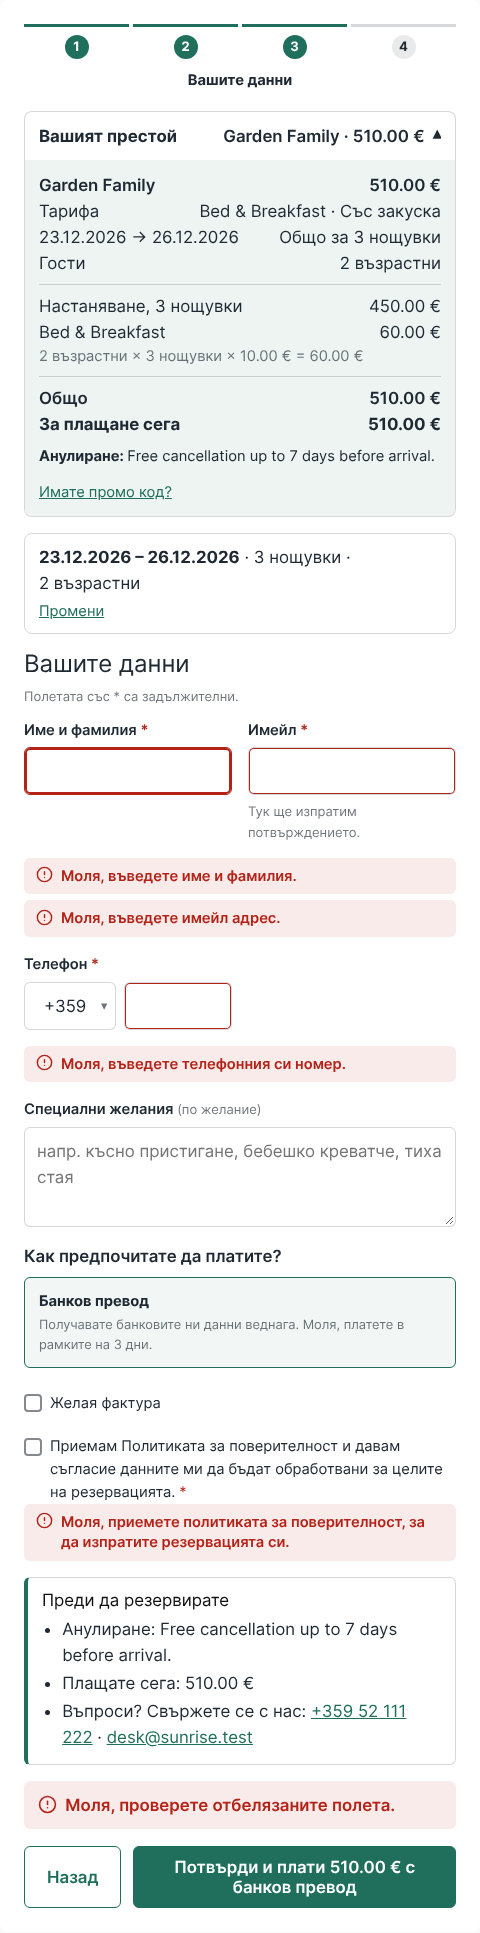 1 2 3 4
Вашите данни
Вашият престой Garden Family · 510.00 € ▲
Garden Family 510.00 €
Тарифа Bed & Breakfast · Със закуска
23.12.2026 → 26.12.2026 Общо за 3 нощувки
Гости 2 възрастни
Настаняване, 3 нощувки 450.00 €
Bed & Breakfast 60.00 €
2 възрастни × 3 нощувки × 10.00 € = 60.00 €
Общо 510.00 €
За плащане сега 510.00 €
Анулиране: Free cancellation up to 7 days before arrival.
Имате промо код?
23.12.2026 – 26.12.2026 · 3 нощувки ·
2 възрастни
Промени
Вашите данни
Полетата със * са задължителни.
Име и фамилия * Имейл *
Тук ще изпратим
потвърждението.
Моля, въведете име и фамилия.
Моля, въведете имейл адрес.
Телефон *
+359 ▾
Моля, въведете телефонния си номер.
Специални желания (по желание)
напр. късно пристигане, бебешко креватче, тиха
стая
Как предпочитате да платите?
Банков превод
Получавате банковите ни данни веднага. Моля, платете в
рамките на 3 дни.
Желая фактура
Приемам Политиката за поверителност и давам
съгласие данните ми да бъдат обработвани за целите
на резервацията. *
Моля, приемете политиката за поверителност, за
да изпратите резервацията си.
Преди да резервирате
• Анулиране: Free cancellation up to 7 days
before arrival.
• Плащате сега: 510.00 €
• Въпроси? Свържете се с нас: +359 52 111
222 · desk@sunrise.test
Моля, проверете отбелязаните полета.
Назад Потвърди и плати 510.00 € с
банков превод